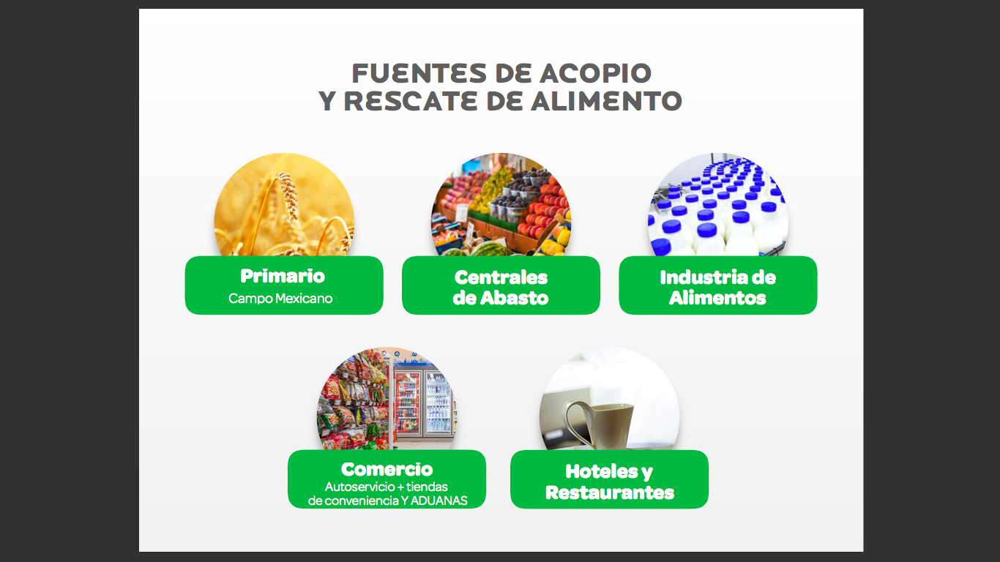 FUENTES DE ACOPIO
Y RESCATE DE ALIMENTO
Primario
Campo Mexicano
Centrales
de Abasto
Industria de
Alimentos
Comercio
Autoservicio + tiendas
de conveniencia Y ADUANAS
Hoteles y
Restaurantes